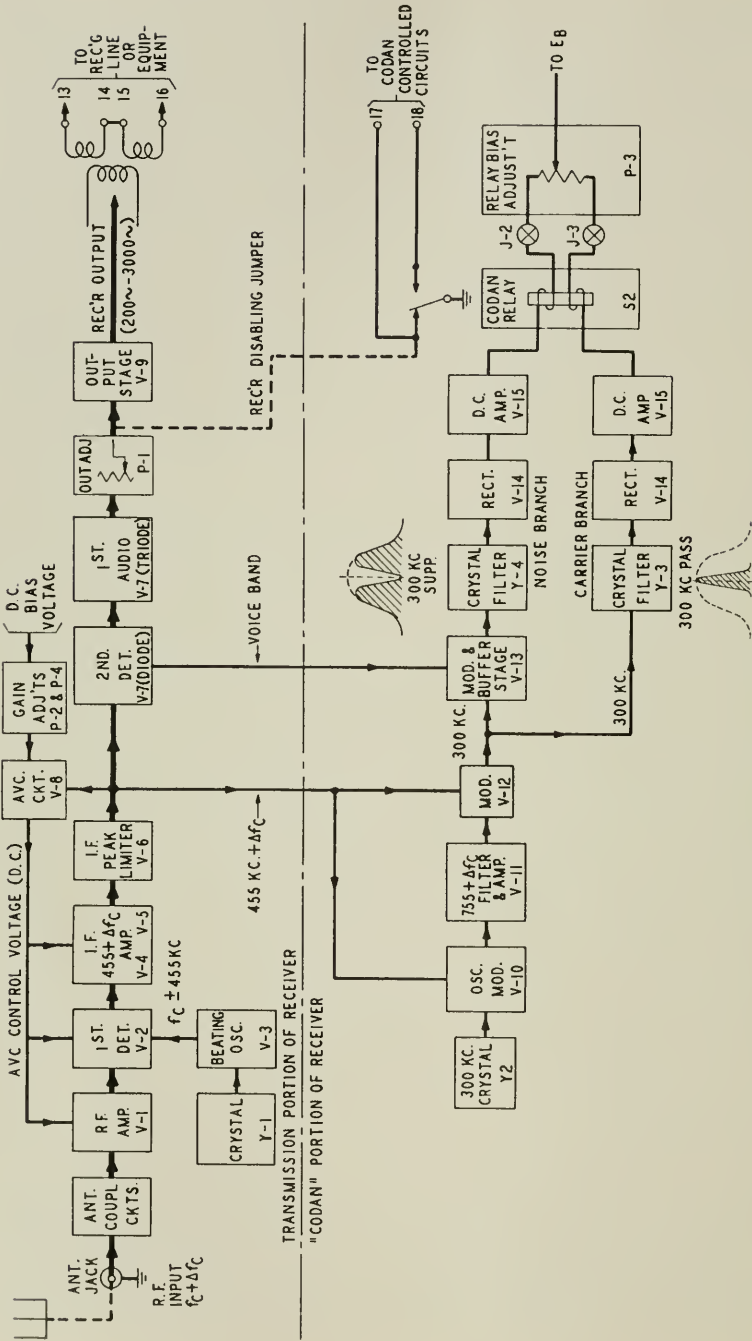 ANT.
JACK
R.F.
INPUT
fC+ΔfC
ANT.
COUPL
CKTS.
R.F.
AMP.
V-1
1ST.
DET.
V-2
I.F.
455+ΔfC
AMP.
V-4 V-5
I.F.
PEAK
LIMITER
V-6
2ND.
DET.
V-7(DIODE)
1ST.
AUDIO
V-7(TRIODE)
OUT ADJ
P-1
OUT-
PUT
STAGE
V-9
REC'R OUTPUT
(200~-3000~)
TO
REC'G
LINE
OR
EQUIP-
MENT
13
14
15
16
AVC CONTROL VOLTAGE (D.C.)
AVC.
CKT.
V-8
GAIN
ADJ'TS
P-2 & P-4
D.C.
BIAS
VOLTAGE
CRYSTAL
Y-1
BEATING
OSC.
V-3
fC ± 455KC
455 KC.+ΔfC
VOICE BAND
REC'R DISABLING JUMPER
TRANSMISSION PORTION OF RECEIVER
"CODAN" PORTION OF RECEIVER
300 KC.
CRYSTAL
Y2
OSC.
MOD.
V-10
755+ΔfC
FILTER
& AMP.
V-11
MOD.
V-12
300 KC.
MOD. &
BUFFER
STAGE
V-13
300 KC
SUPP.
CRYSTAL
FILTER
Y-4
RECT.
V-14
D.C.
AMP.
V-15
NOISE BRANCH
CARRIER BRANCH
300 KC.
CRYSTAL
FILTER
Y-3
RECT.
V-14
D.C.
AMP
V-15
300 KC PASS
CODAN
RELAY
S2
J-2
J-3
RELAY BIAS
ADJUST'T
P-3
TO EB
TO
CODAN
CONTROLLED
CIRCUITS
17
18